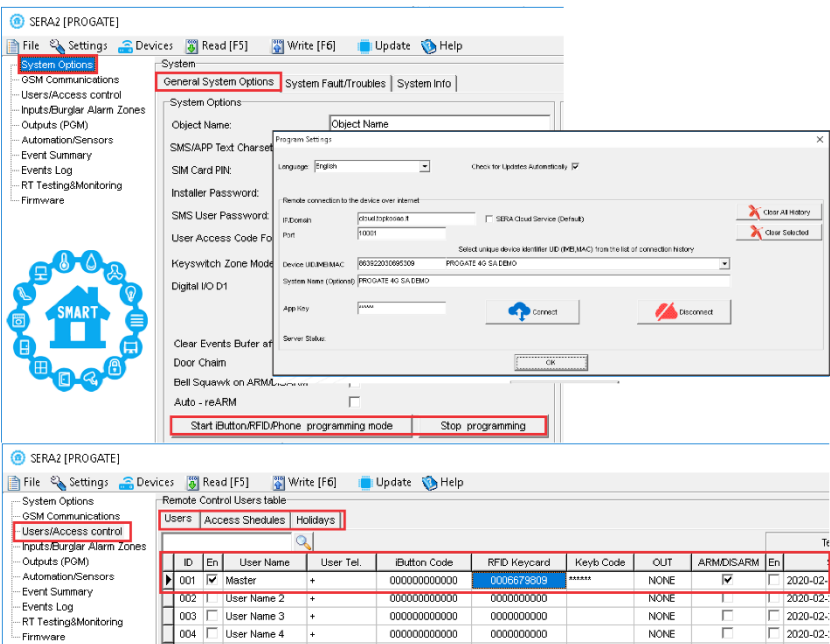 SERA2 [PROGATE]
File Settings Devices Read [F5] Write [F6] Update Help
System Options
GSM Communications
Users/Access control
Inputs/Burglar Alarm Zones
Outputs (PGM)
Automation/Sensors
Event Summary
Events Log
RT Testing&Monitoring
Firmware
SMART
System
General System Options System Fault/Troubles System Info
System Options
Object Name: Object Name
SMS/APP Text Charset
SIM Card PIN:
Installer Password:
SMS User Password:
User Access Code Fo
Keyswitch Zone Mode
Digital I/O D1
Clear Events Bufer af
Door Chaim
Bell Squawk on ARM/DISARM
Auto - reARM
Start iButton/RFID/Phone programming mode Stop programming
Program Settings
Language: English Check for Updates Automatically
Remote connection to the device over internet
IP/Domain SERA Cloud Service (Default) Clear All History
Port 10001 Clear Selected
Select unique device identifier UID (IMEI,MAC) from the list of connection history
Device UID/IMEI/MAC 863922030895309 PROGATE 4G SA DEMO
System Name (Optional) PROGATE 4G SA DEMO
App Key ****** Connect Disconnect
Server Status:
OK
SERA2 [PROGATE]
File Settings Devices Read [F5] Write [F6] Update Help
System Options
GSM Communications
Users/Access control
Inputs/Burglar Alarm Zones
Outputs (PGM)
Automation/Sensors
Event Summary
Events Log
RT Testing&Monitoring
Firmware
Remote Control Users table
Users Access Shedules Holidays
Te
ID En User Name User Tel. iButton Code RFID Keycard Keyb Code OUT ARM/DISARM En S
001 Master + 000000000000 0006679809 ****** NONE 2020-02-
002 User Name 2 + 000000000000 0000000000 NONE 2020-02-
003 User Name 3 + 000000000000 0000000000 NONE 2020-02-
004 User Name 4 + 000000000000 0000000000 NONE 2020-02-